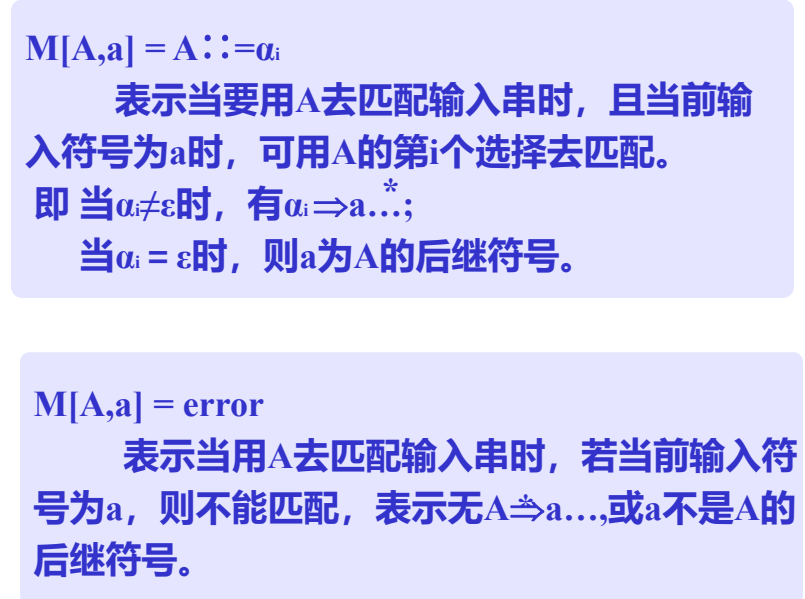 M[A,a] = A∷=αᵢ
表示当要用A去匹配输入串时，且当前输
入符号为a时，可用A的第i个选择去匹配。
即 当αᵢ≠ε时，有αᵢ⇒a…*;
当αᵢ = ε时，则a为A的后继符号。
M[A,a] = error
表示当用A去匹配输入串时，若当前输入符
号为a，则不能匹配，表示无A⇒*a…,或a不是A的
后继符号。